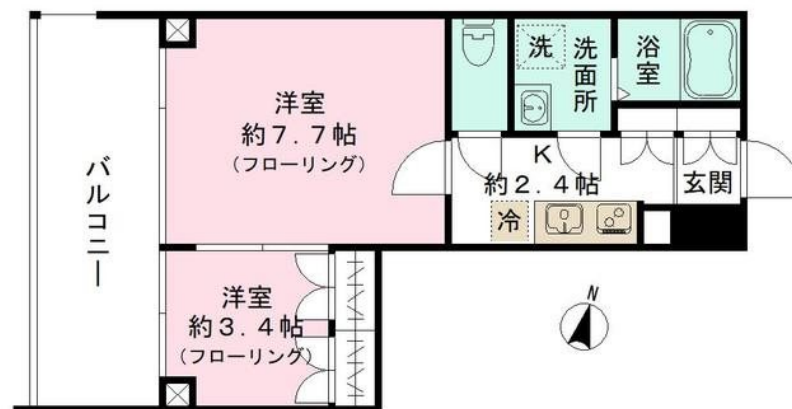 洋室
約7.7帖
(フローリング)
バルコニー
洗
洗面所
浴室
K
約2.4帖
玄関
冷
洋室
約3.4帖
(フローリング)
N